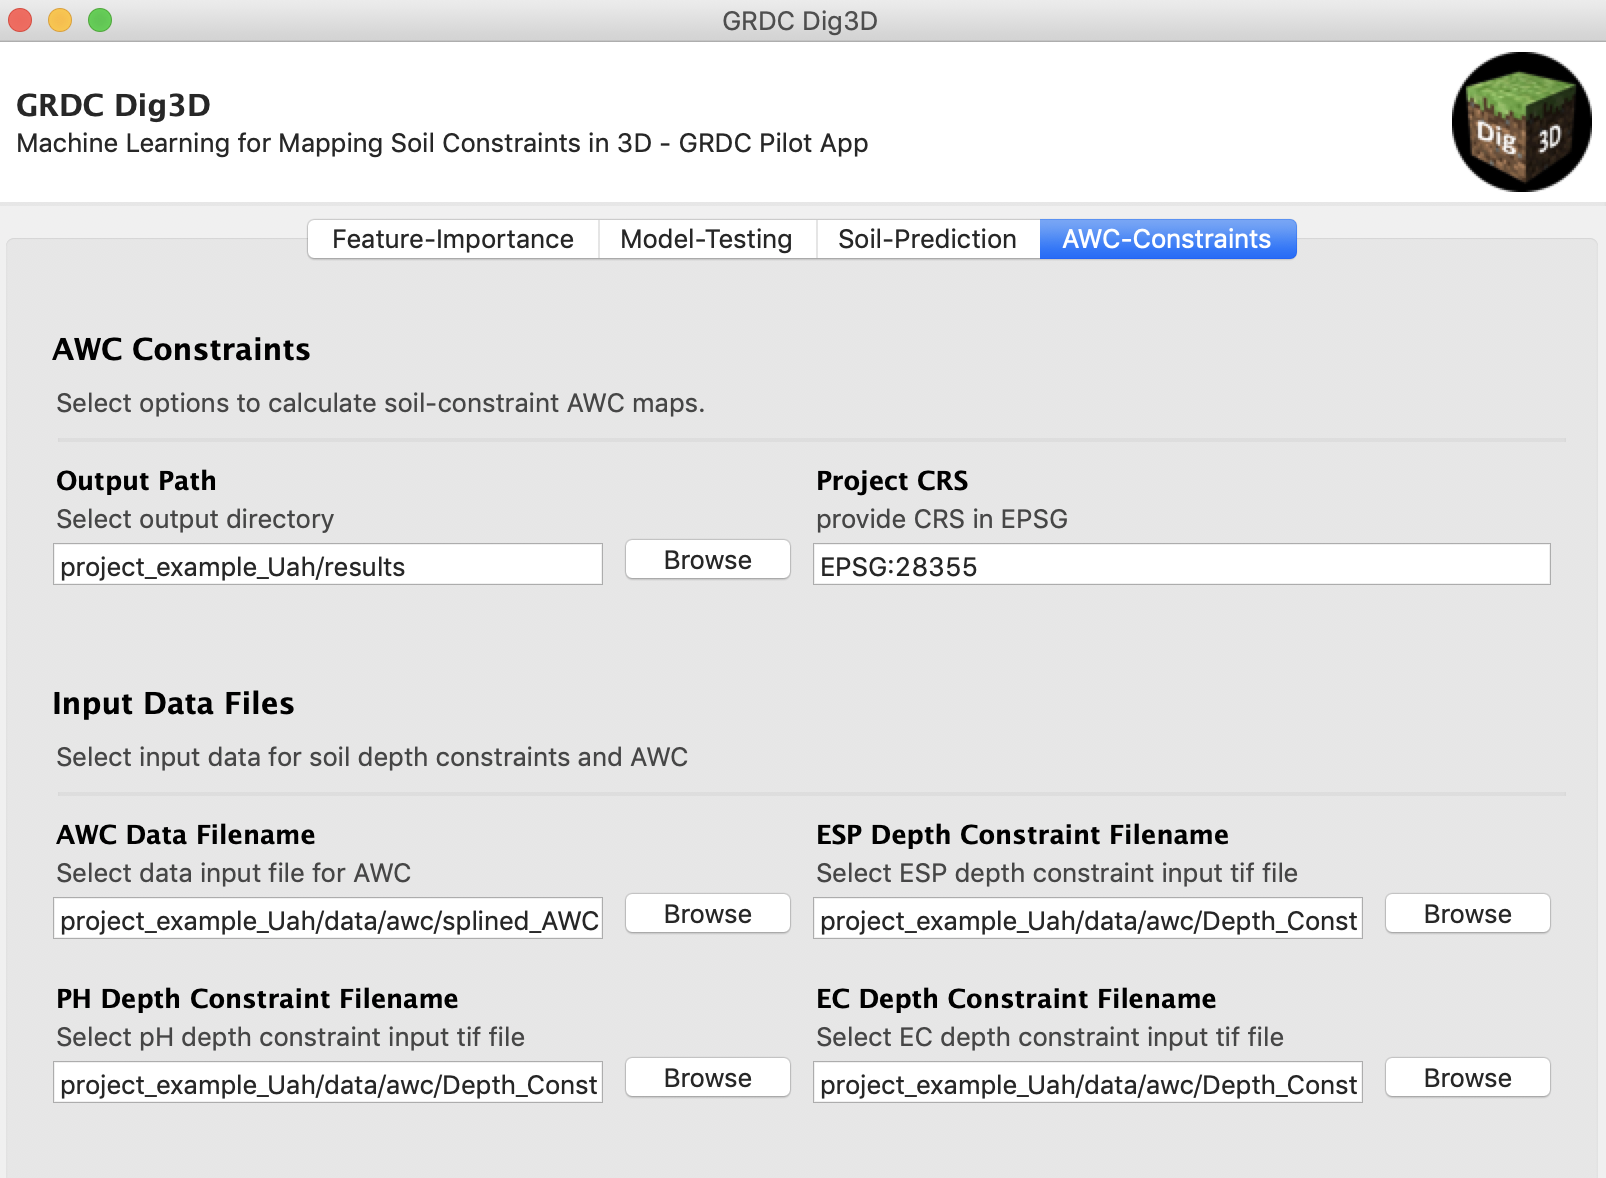 GRDC Dig3D
GRDC Dig3D
Machine Learning for Mapping Soil Constraints in 3D - GRDC Pilot App
Dig 3D
Feature-Importance Model-Testing Soil-Prediction AWC-Constraints
AWC Constraints
Select options to calculate soil-constraint AWC maps.
Output Path
Select output directory
project_example_Uah/results Browse
Project CRS
provide CRS in EPSG
EPSG:28355
Input Data Files
Select input data for soil depth constraints and AWC
AWC Data Filename
Select data input file for AWC
project_example_Uah/data/awc/splined_AWC Browse
ESP Depth Constraint Filename
Select ESP depth constraint input tif file
project_example_Uah/data/awc/Depth_Const Browse
PH Depth Constraint Filename
Select pH depth constraint input tif file
project_example_Uah/data/awc/Depth_Const Browse
EC Depth Constraint Filename
Select EC depth constraint input tif file
project_example_Uah/data/awc/Depth_Const Browse